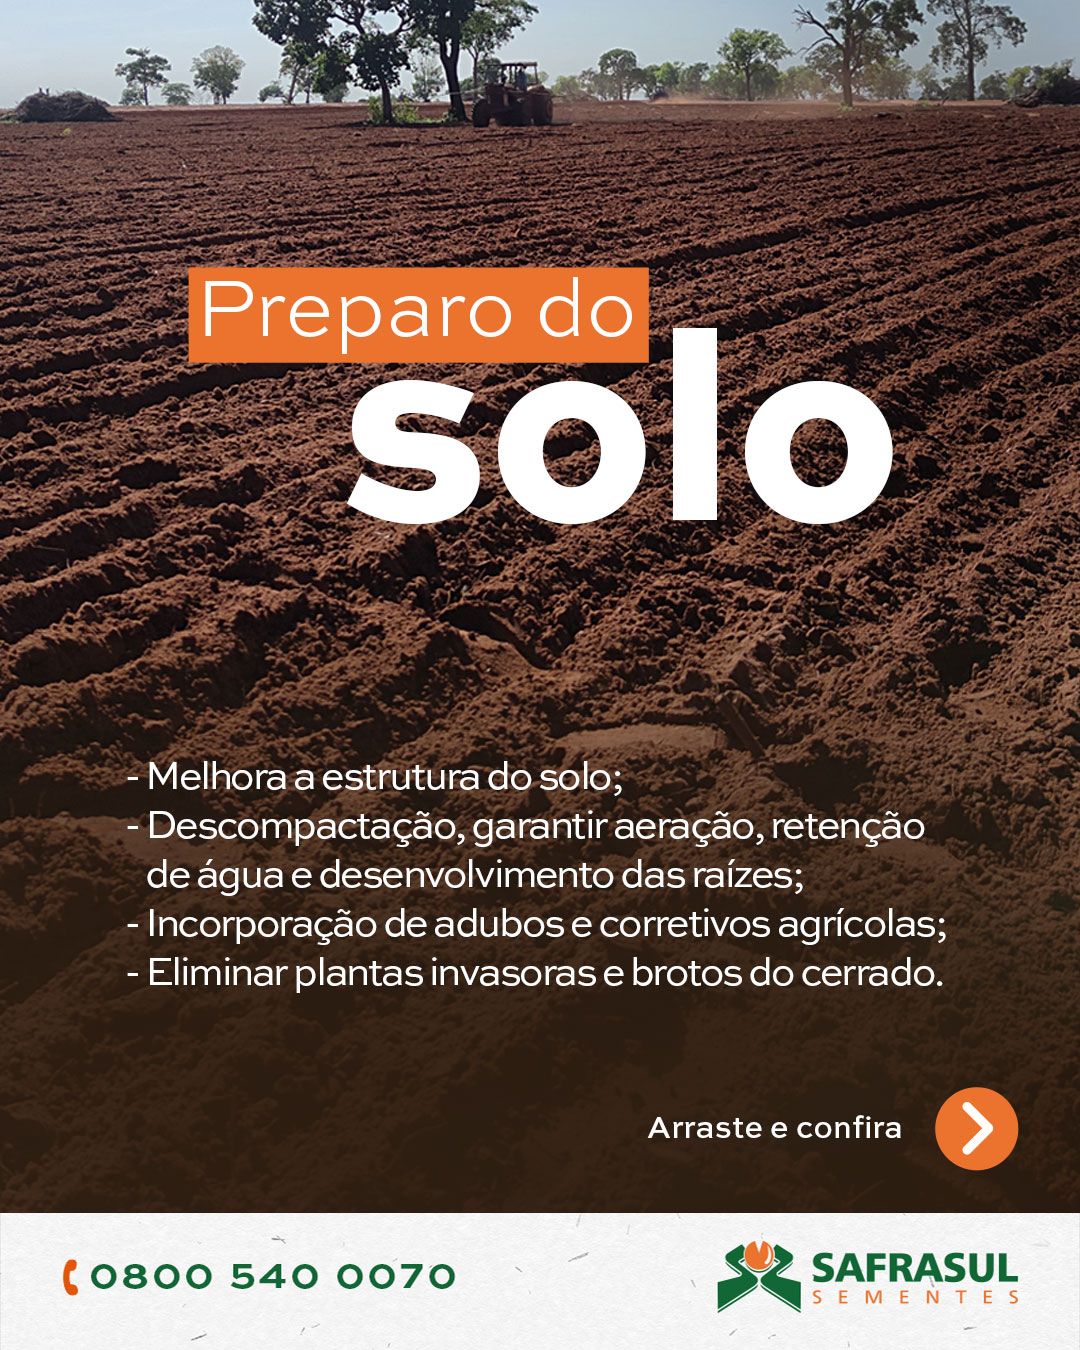 Preparo do
solo
- Melhora a estrutura do solo;
- Descompactação, garantir aeração, retenção
de água e desenvolvimento das raízes;
- Incorporação de adubos e corretivos agrícolas;
- Eliminar plantas invasoras e brotos do cerrado.
Arraste e confira
0800 540 0070
SAFRASUL
SEMENTES